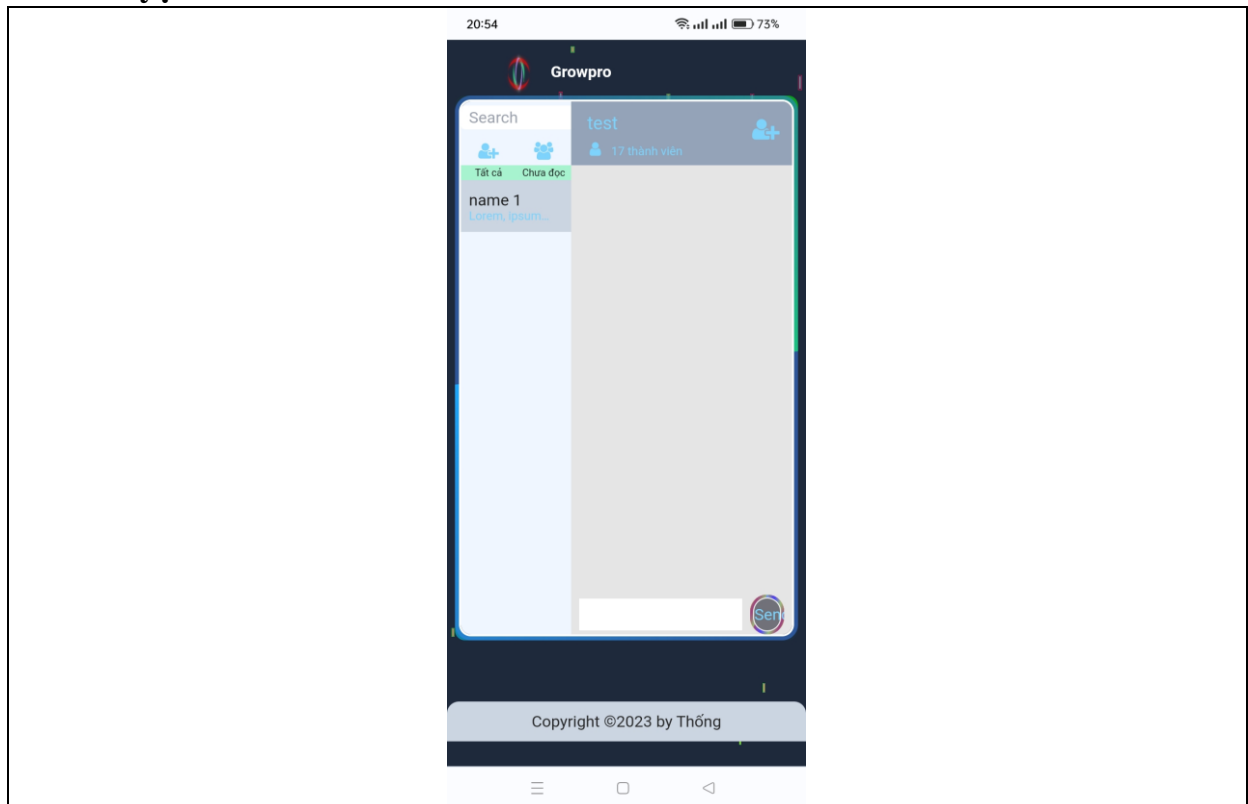 20:54 73%
Growpro
Search
Tất cả Chưa đọc
name 1
Lorem, ipsum...
test
17 thành viên
Sen
Copyright ©2023 by Thống